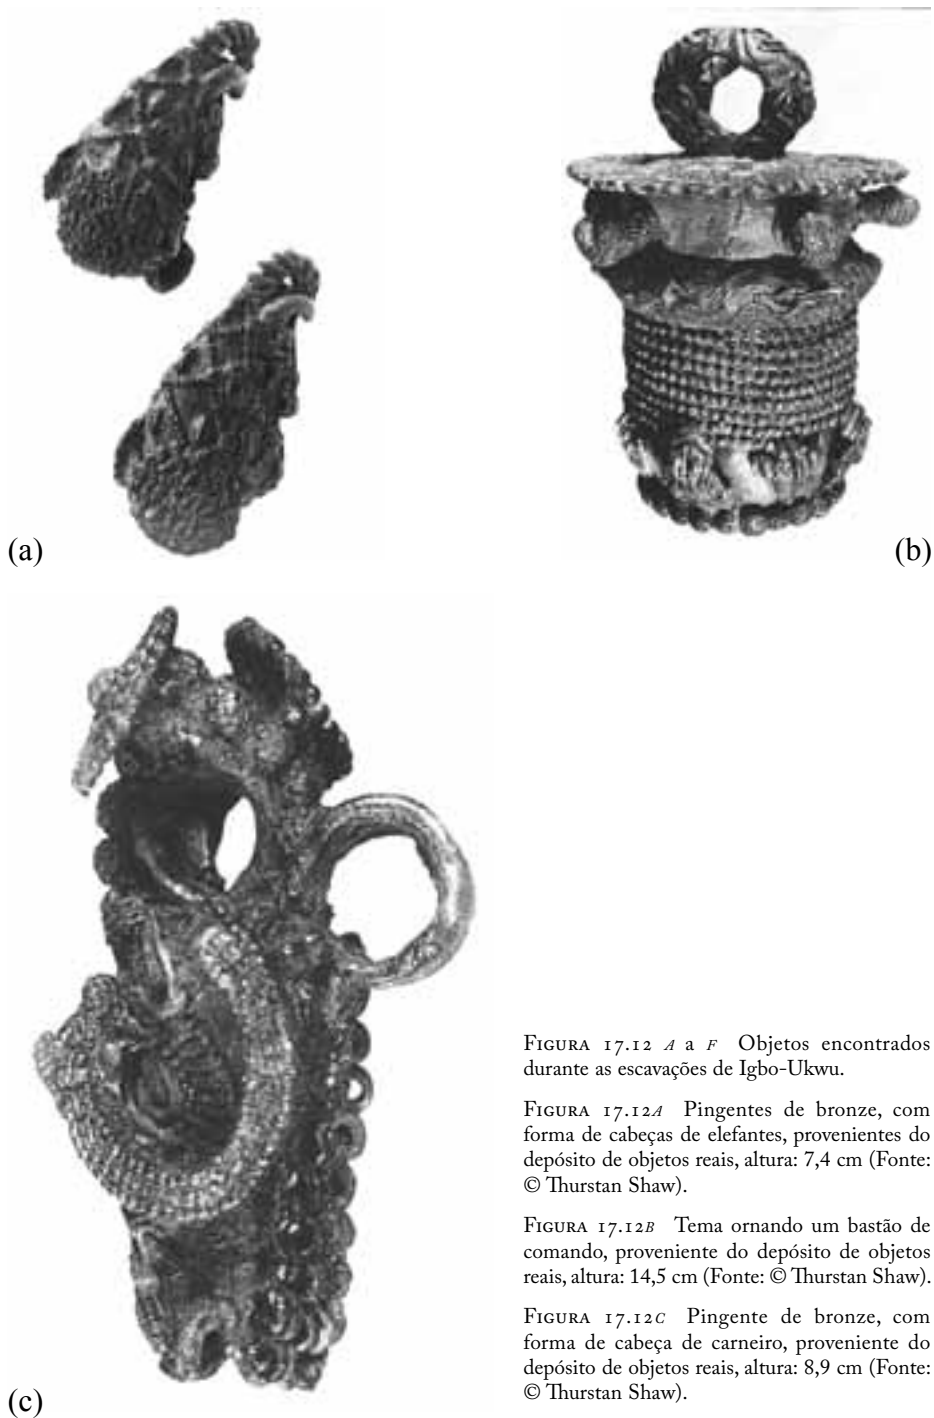 (a)
(b)
(c)
FIGURA 17.12 A a F Objetos encontrados
durante as escavações de Igbo-Ukwu.
FIGURA 17.12A Pingentes de bronze, com
forma de cabeças de elefantes, provenientes do
depósito de objetos reais, altura: 7,4 cm (Fonte:
© Thurstan Shaw).
FIGURA 17.12B Tema ornando um bastão de
comando, proveniente do depósito de objetos
reais, altura: 14,5 cm (Fonte: © Thurstan Shaw).
FIGURA 17.12C Pingente de bronze, com
forma de cabeça de carneiro, proveniente do
depósito de objetos reais, altura: 8,9 cm (Fonte:
© Thurstan Shaw).